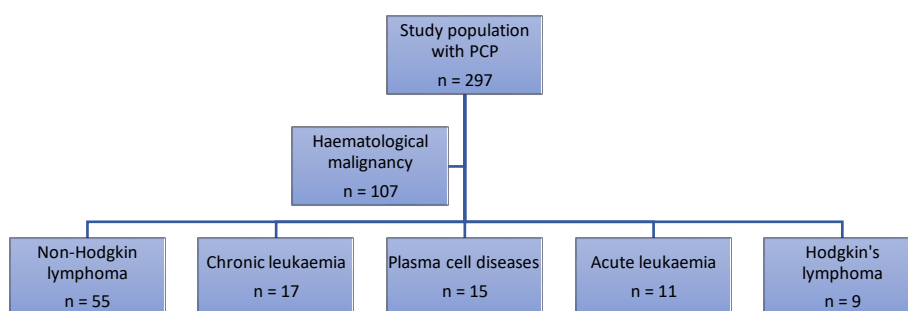 Study population
with PCP
n = 297
Haematological
malignancy
n = 107
Non-Hodgkin
lymphoma
n = 55
Chronic leukaemia
n = 17
Plasma cell diseases
n = 15
Acute leukaemia
n = 11
Hodgkin's
lymphoma
n = 9